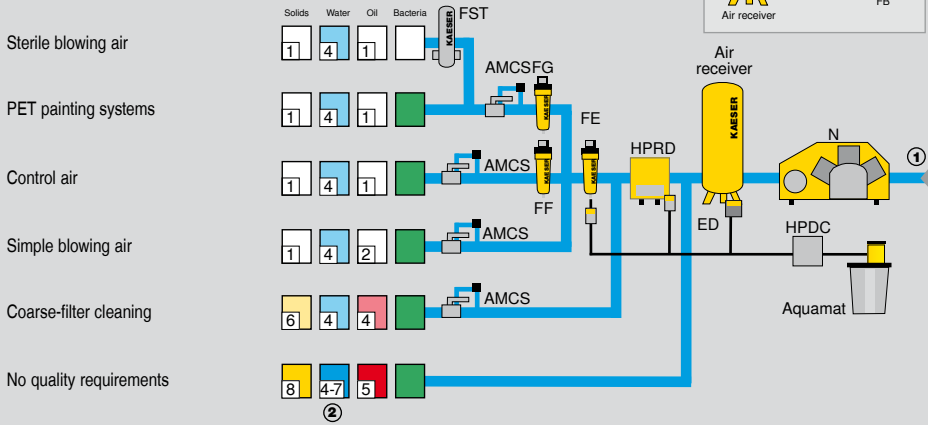 Solids Water Oil Bacteria
Air receiver
FB
Sterile blowing air
1 4 1
KAESER
FST
Air
receiver
KAESER
PET painting systems
1 4 1
AMCS FG
KAESER
FE
KAESER
HPRD
N
1
Control air
1 4 1
AMCS
KAESER
FF
ED
HPDC
Simple blowing air
1 4 2
AMCS
Coarse-filter cleaning
6 4 4
AMCS
Aquamat
No quality requirements
8 4-7 5
2